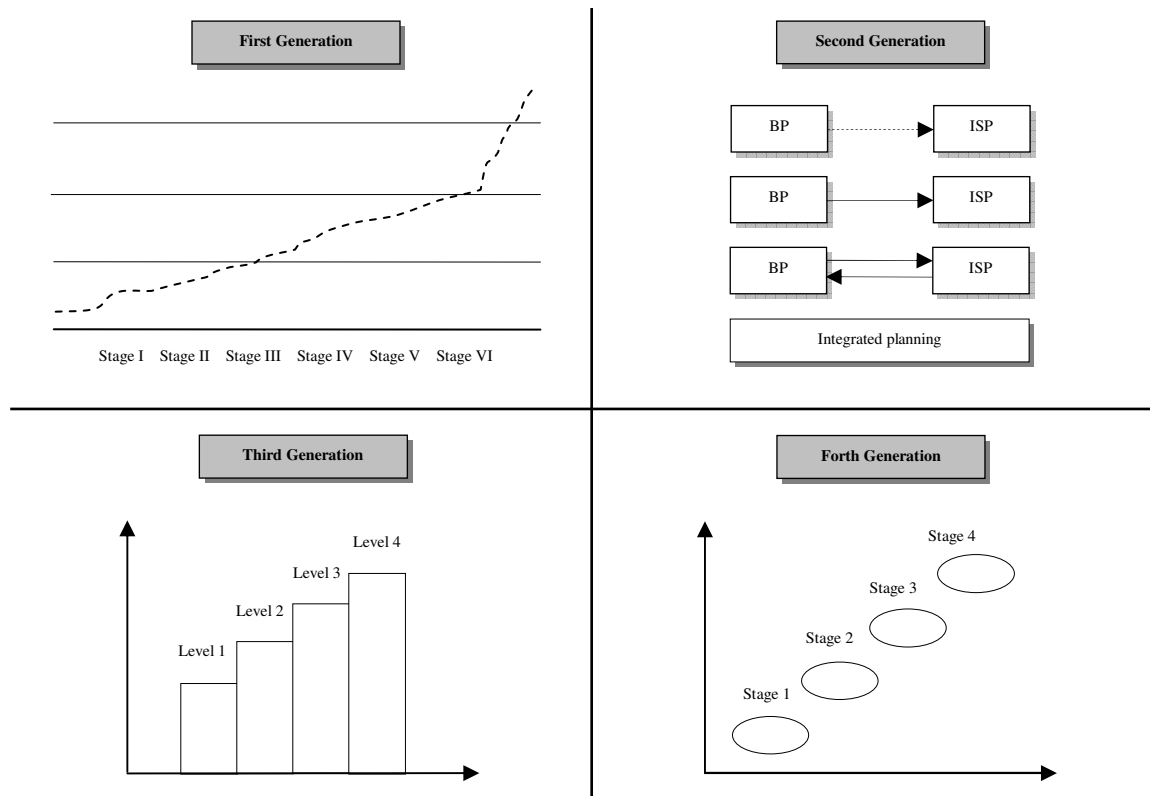 First Generation
Stage I Stage II Stage III Stage IV Stage V Stage VI
Second Generation
BP ISP
BP ISP
BP ISP
Integrated planning
Third Generation
Level 4
Level 3
Level 2
Level 1
Forth Generation
Stage 4
Stage 3
Stage 2
Stage 1